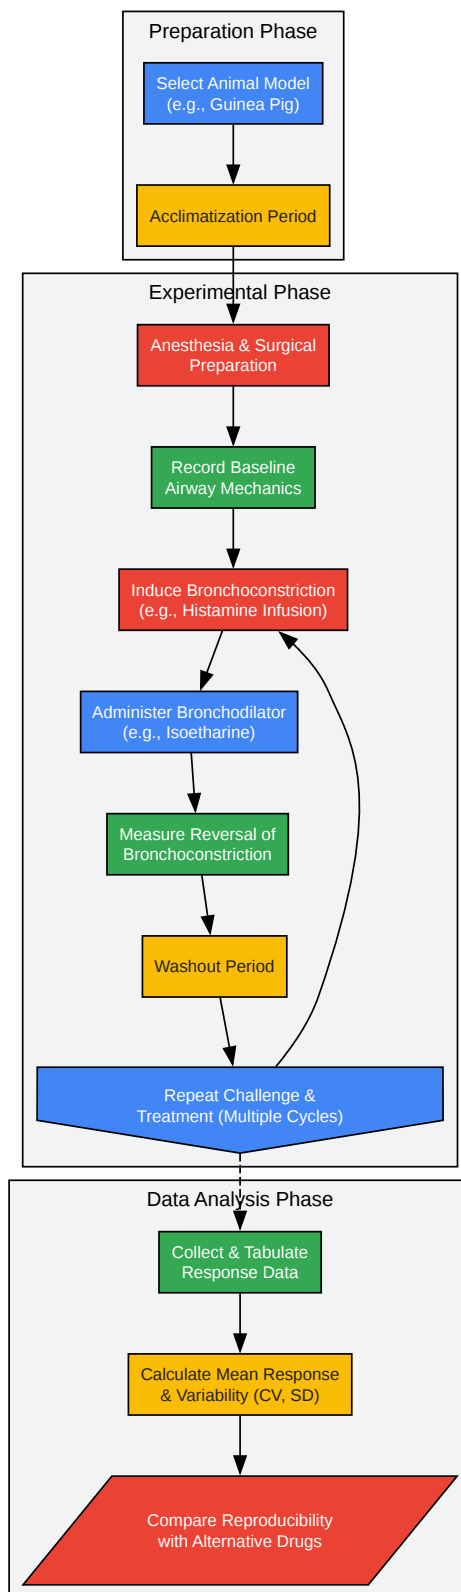 Preparation Phase
Select Animal Model
(e.g., Guinea Pig)
Acclimatization Period
Experimental Phase
Anesthesia & Surgical
Preparation
Record Baseline
Airway Mechanics
Induce Bronchoconstriction
(e.g., Histamine Infusion)
Administer Bronchodilator
(e.g., Isoetharine)
Measure Reversal of
Bronchoconstriction
Washout Period
Repeat Challenge &
Treatment (Multiple Cycles)
Data Analysis Phase
Collect & Tabulate
Response Data
Calculate Mean Response
& Variability (CV, SD)
Compare Reproducibility
with Alternative Drugs